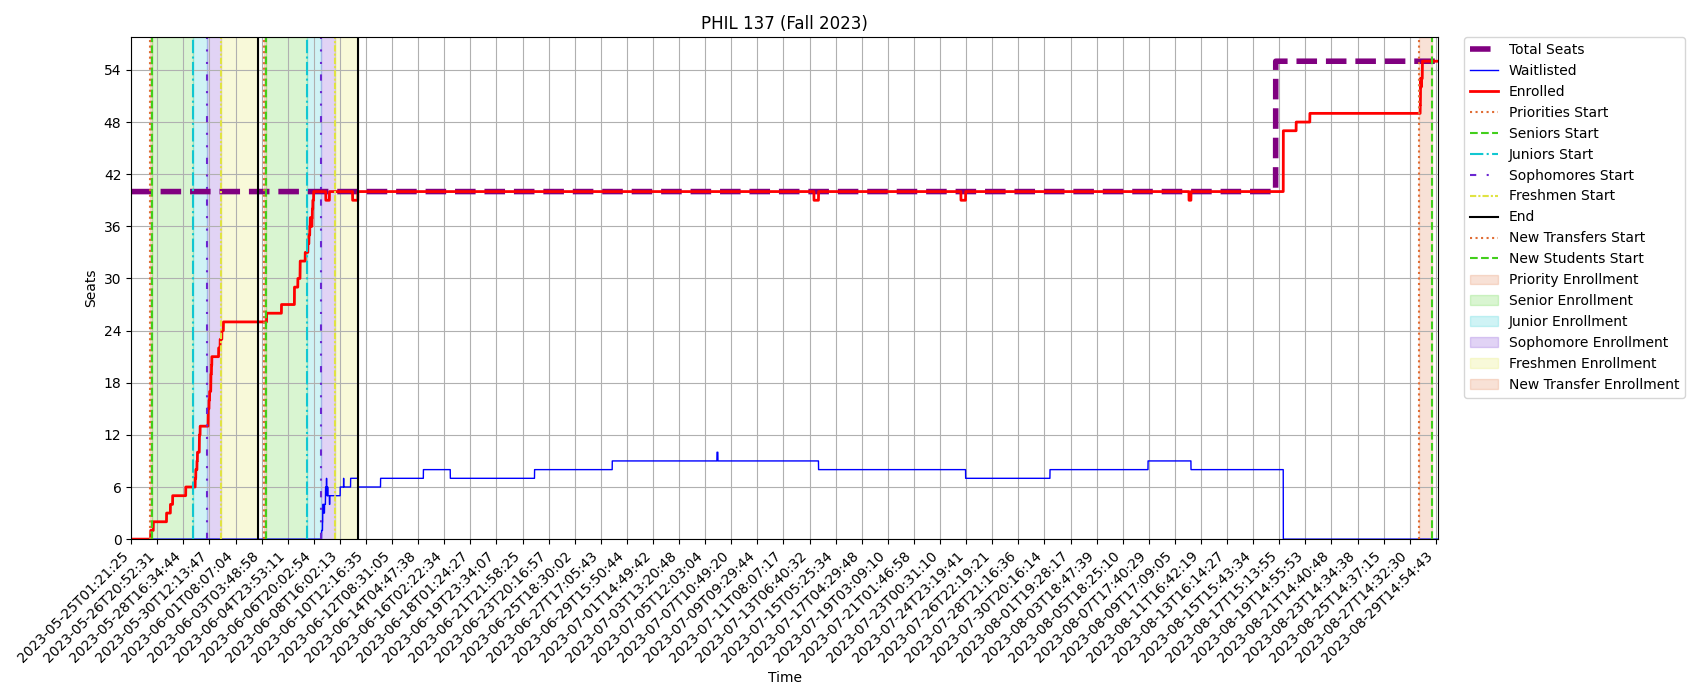 PHIL 137 (Fall 2023)
Seats
54
48
42
36
30
24
18
12
6
0
2023-05-25T01:21:25
2023-05-26T20:52:31
2023-05-28T16:34:44
2023-05-30T12:13:47
2023-06-01T08:07:04
2023-06-03T03:48:58
2023-06-04T23:53:11
2023-06-06T20:02:54
2023-06-08T16:02:13
2023-06-10T12:16:35
2023-06-12T08:31:05
2023-06-14T04:47:38
2023-06-16T02:22:34
2023-06-18T01:24:27
2023-06-19T23:34:07
2023-06-21T21:58:25
2023-06-23T20:16:57
2023-06-25T18:30:02
2023-06-27T17:05:43
2023-06-29T15:50:44
2023-07-01T14:49:42
2023-07-03T13:20:48
2023-07-05T12:03:04
2023-07-07T10:49:20
2023-07-09T09:29:44
2023-07-11T08:07:17
2023-07-13T06:40:32
2023-07-15T05:25:34
2023-07-17T04:29:48
2023-07-19T03:09:10
2023-07-21T01:46:58
2023-07-23T00:31:10
2023-07-24T23:19:41
2023-07-26T22:19:21
2023-07-28T21:16:36
2023-07-30T20:16:14
2023-08-01T19:28:17
2023-08-03T18:47:39
2023-08-05T18:25:10
2023-08-07T17:40:29
2023-08-09T17:09:05
2023-08-11T16:42:19
2023-08-13T16:14:27
2023-08-15T15:43:34
2023-08-17T15:13:55
2023-08-19T14:55:53
2023-08-21T14:40:48
2023-08-23T14:34:38
2023-08-25T14:37:15
2023-08-27T14:32:30
2023-08-29T14:54:43
Time
Total Seats
Waitlisted
Enrolled
Priorities Start
Seniors Start
Juniors Start
Sophomores Start
Freshmen Start
End
New Transfers Start
New Students Start
Priority Enrollment
Senior Enrollment
Junior Enrollment
Sophomore Enrollment
Freshmen Enrollment
New Transfer Enrollment